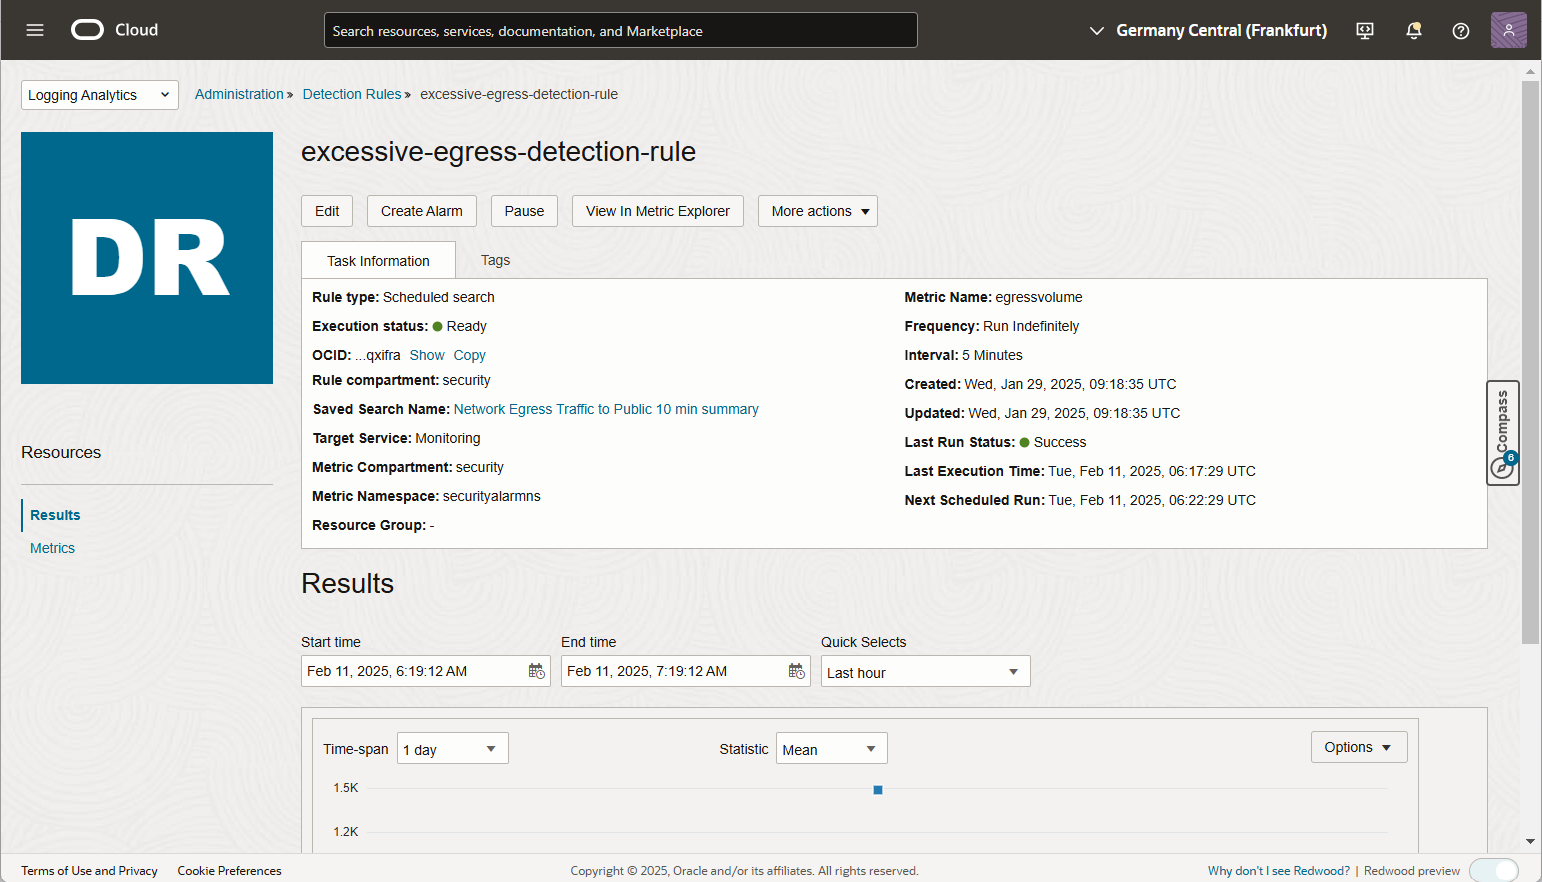 Cloud
Search resources, services, documentation, and Marketplace
Germany Central (Frankfurt)
Logging Analytics
Administration » Detection Rules » excessive-egress-detection-rule
DR
excessive-egress-detection-rule
Edit
Create Alarm
Pause
View In Metric Explorer
More actions
Task Information
Tags
Rule type: Scheduled search
Execution status: Ready
OCID: ...qxifra Show Copy
Rule compartment: security
Saved Search Name: Network Egress Traffic to Public 10 min summary
Target Service: Monitoring
Metric Compartment: security
Metric Namespace: securityalarmns
Resource Group: -
Metric Name: egressvolume
Frequency: Run Indefinitely
Interval: 5 Minutes
Created: Wed, Jan 29, 2025, 09:18:35 UTC
Updated: Wed, Jan 29, 2025, 09:18:35 UTC
Last Run Status: Success
Last Execution Time: Tue, Feb 11, 2025, 06:17:29 UTC
Next Scheduled Run: Tue, Feb 11, 2025, 06:22:29 UTC
Compass
6
Resources
Results
Metrics
Results
Start time
Feb 11, 2025, 6:19:12 AM
End time
Feb 11, 2025, 7:19:12 AM
Quick Selects
Last hour
Time-span 1 day
Statistic Mean
Options
1.5K
1.2K
Terms of Use and Privacy
Cookie Preferences
Copyright © 2025, Oracle and/or its affiliates. All rights reserved.
Why don't I see Redwood? | Redwood preview